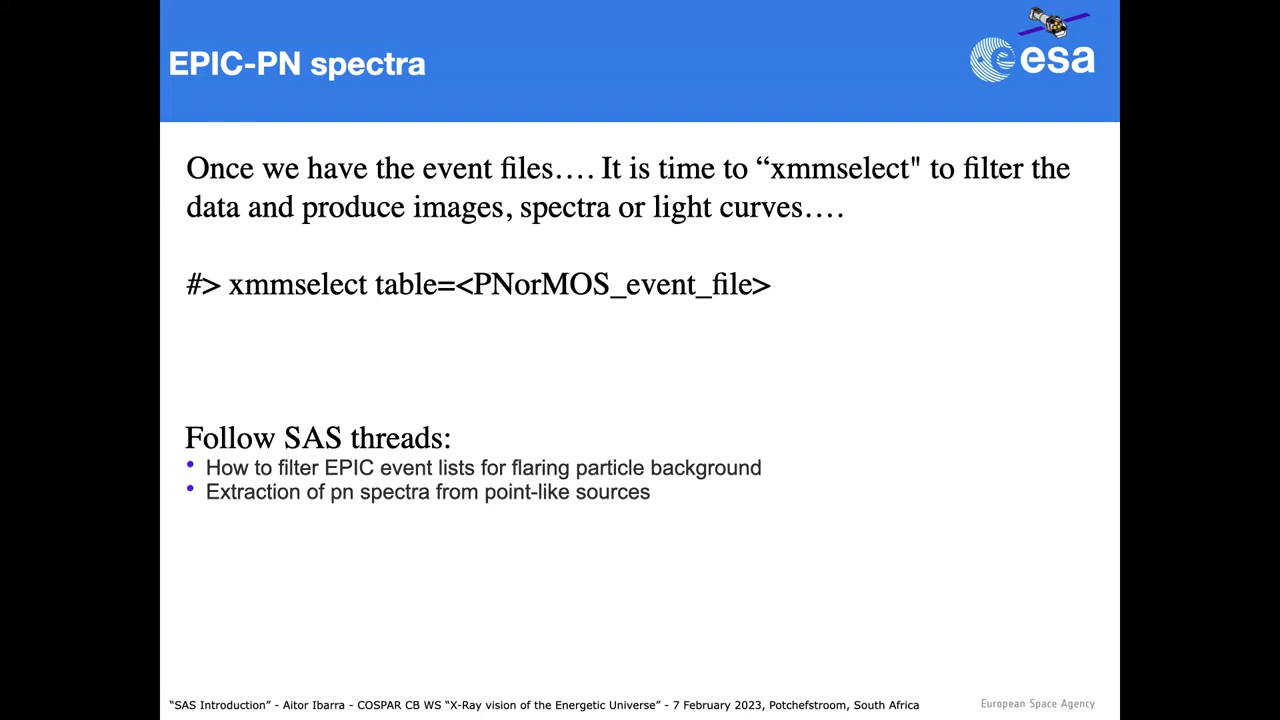 EPIC-PN spectra
esa
Once we have the event files…. It is time to “xmmselect" to filter the
data and produce images, spectra or light curves….
#> xmmselect table=<PNorMOS_event_file>
Follow SAS threads:
• How to filter EPIC event lists for flaring particle background
• Extraction of pn spectra from point-like sources
“SAS Introduction” - Aitor Ibarra - COSPAR CB WS “X-Ray vision of the Energetic Universe” - 7 February 2023, Potchefstroom, South Africa
European Space Agency